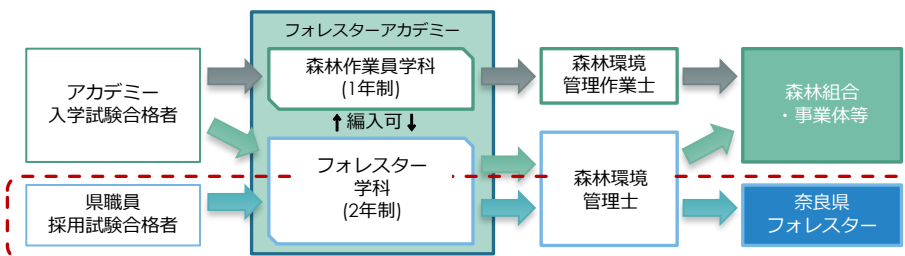 フォレスターアカデミー
アカデミー
入学試験合格者
森林作業員学科
(1年制)
森林環境
管理作業士
森林組合
・事業体等
⬆編入可⬇
フォレスター
学科
(2年制)
県職員
採用試験合格者
森林環境
管理士
奈良県
フォレスター